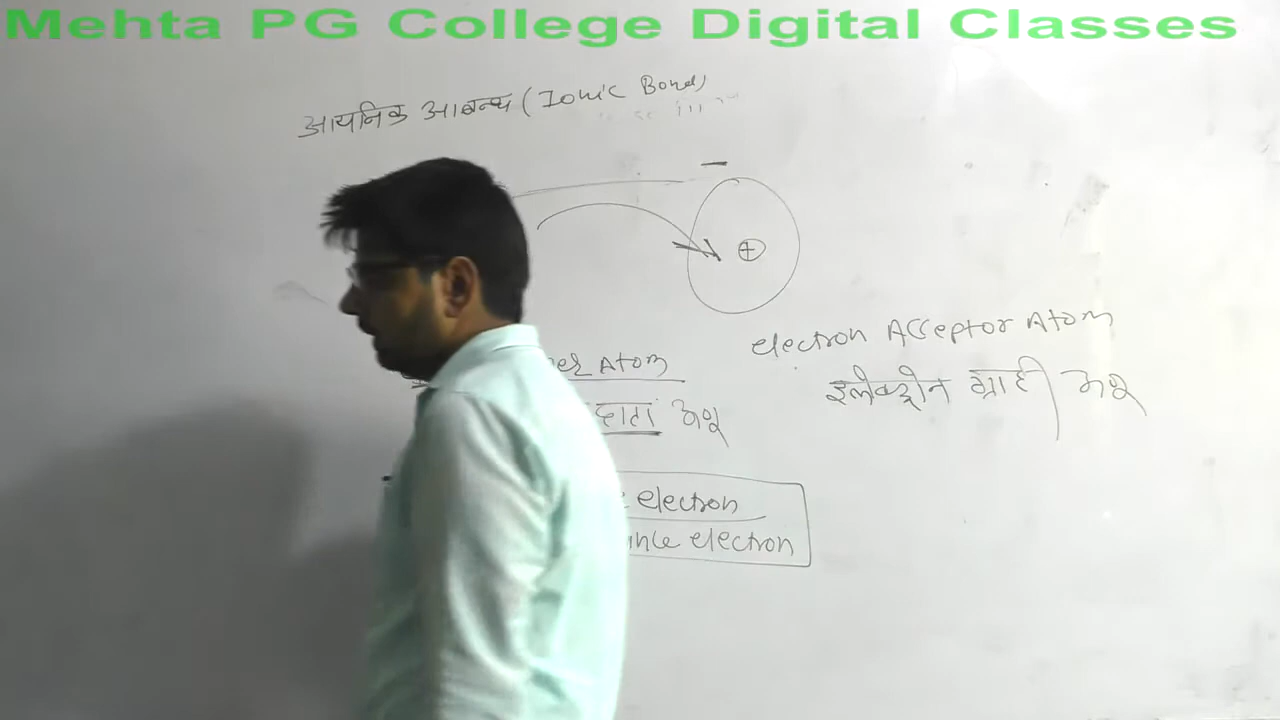 Mehta PG College Digital Classes
आयनिक आबन्ध (Ionic Bond)
−
+
electron Acceptor Atom
Atom
इलेक्ट्रोन ग्राही अणु
दाता अणु
electron
electron